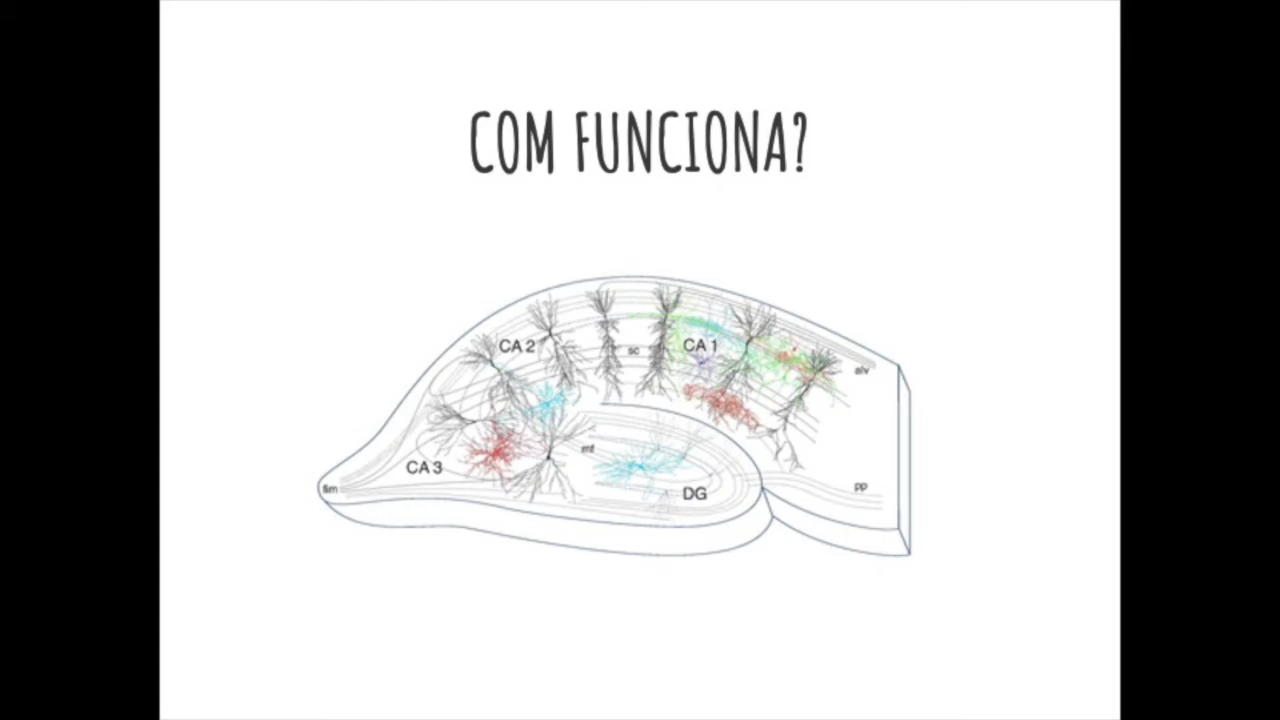 COM FUNCIONA?
CA 2
sc
CA 1
alv
CA 3
mf
fim
DG
pp